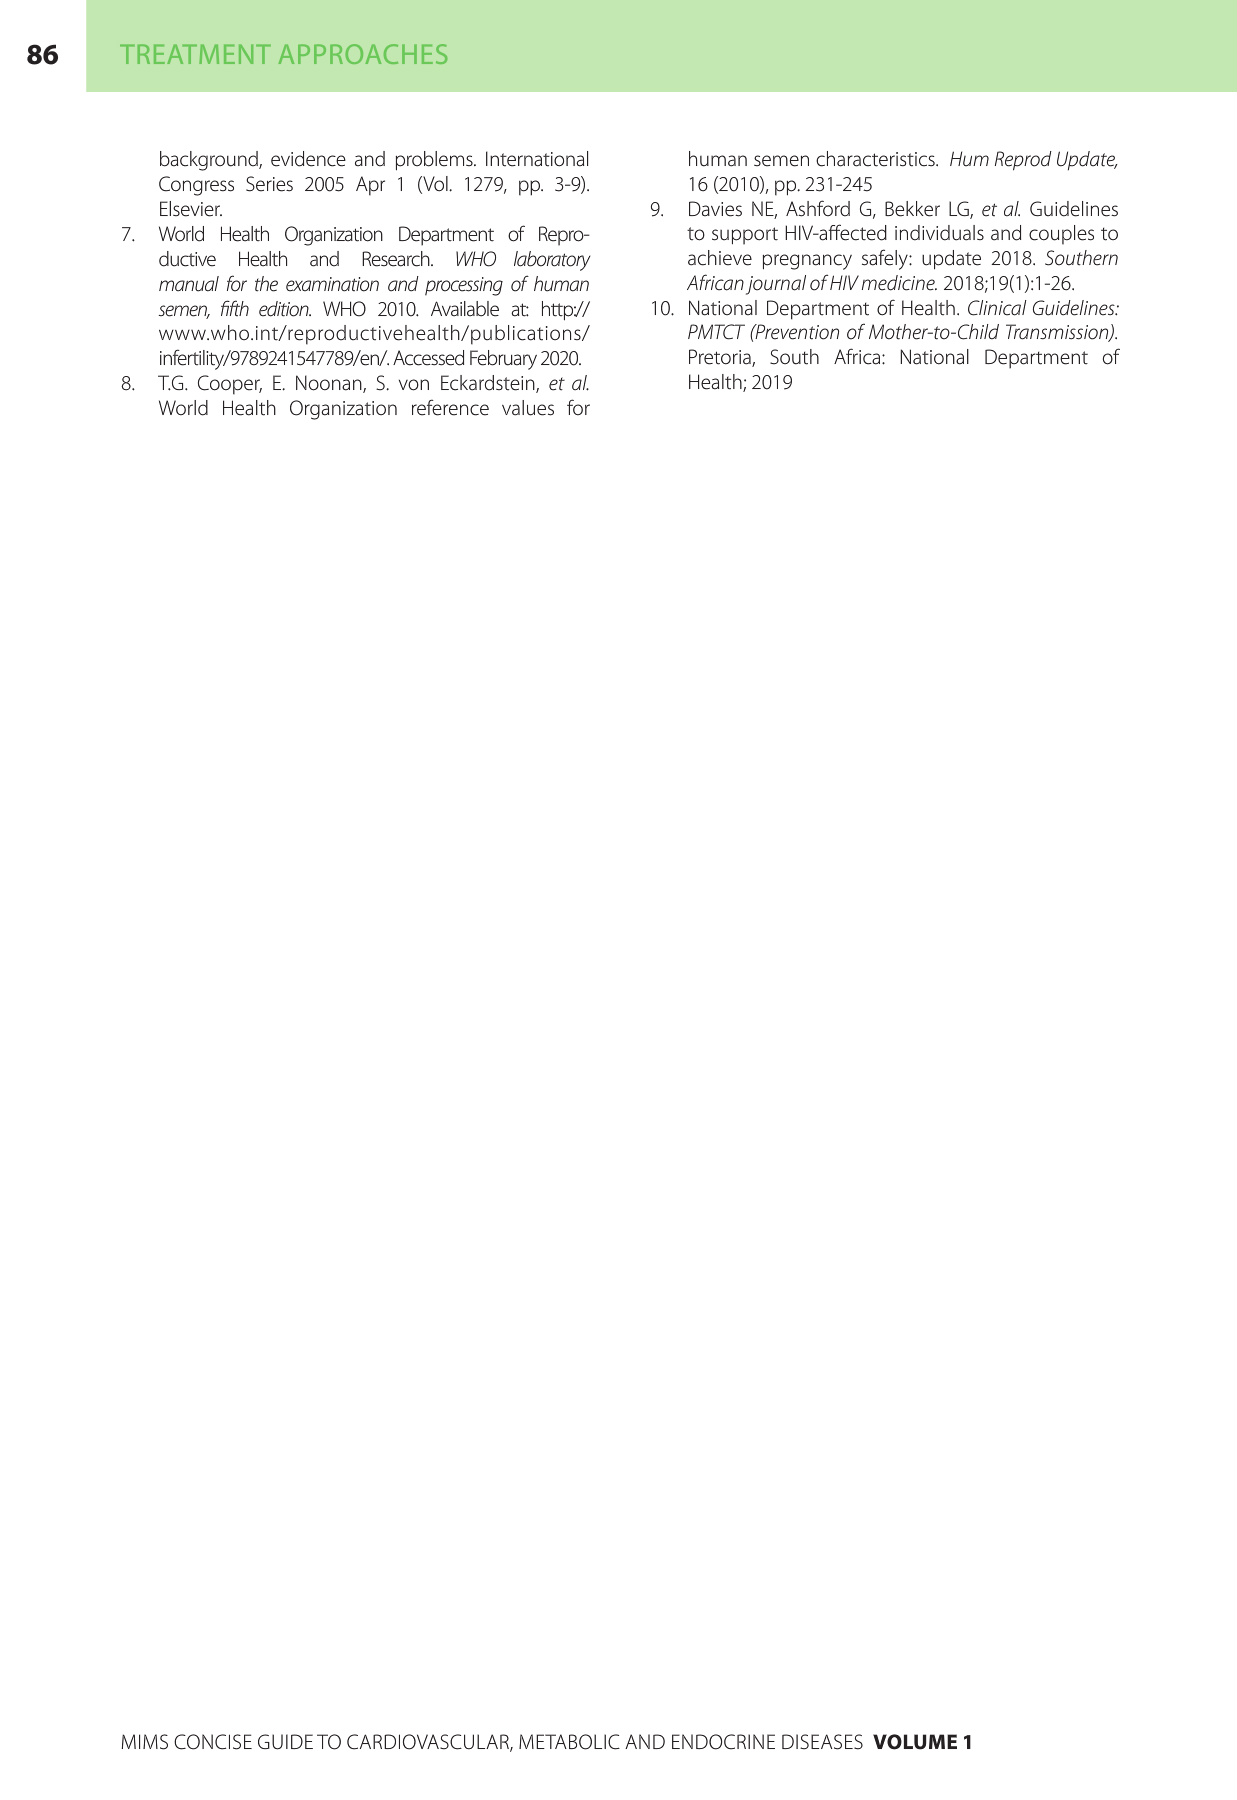 86
TREATMENT APPROACHES
background, evidence and problems. International
Congress Series 2005 Apr 1 (Vol. 1279, pp. 3-9).
Elsevier.
7. World Health Organization Department of Repro-
ductive Health and Research. WHO laboratory
manual for the examination and processing of human
semen, fifth edition. WHO 2010. Available at: http://
www.who.int/reproductivehealth/publications/
infertility/9789241547789/en/. Accessed February 2020.
8. T.G. Cooper, E. Noonan, S. von Eckardstein, et al.
World Health Organization reference values for
human semen characteristics. Hum Reprod Update,
16 (2010), pp. 231-245
9. Davies NE, Ashford G, Bekker LG, et al. Guidelines
to support HIV-affected individuals and couples to
achieve pregnancy safely: update 2018. Southern
African journal of HIV medicine. 2018;19(1):1-26.
10. National Department of Health. Clinical Guidelines:
PMTCT (Prevention of Mother-to-Child Transmission).
Pretoria, South Africa: National Department of
Health; 2019
MIMS CONCISE GUIDE TO CARDIOVASCULAR, METABOLIC AND ENDOCRINE DISEASES VOLUME 1